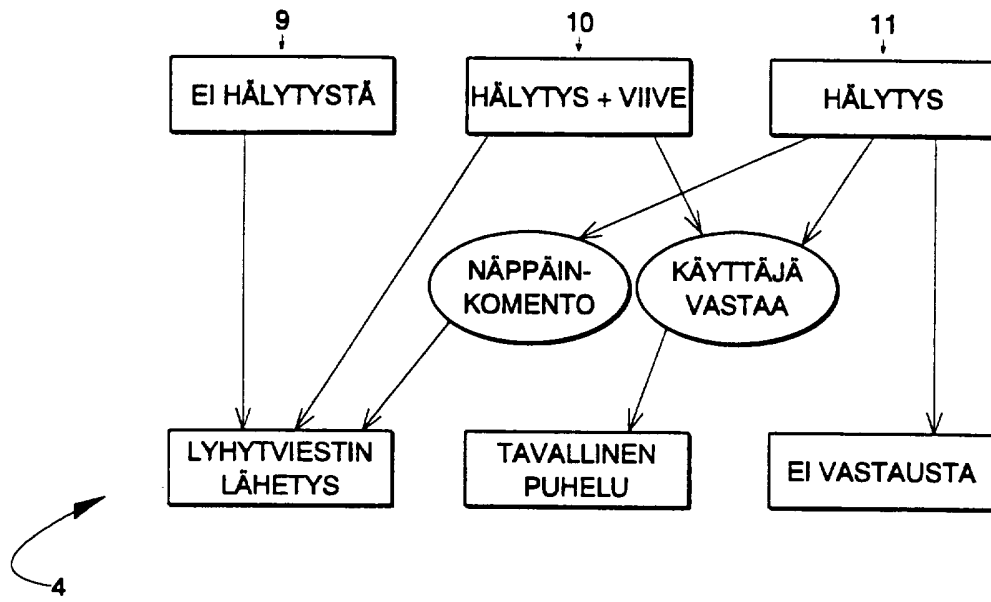 9
10
11
EI HÄLYTYSTÄ
HÄLYTYS + VIIVE
HÄLYTYS
NÄPPÄIN-
KOMENTO
KÄYTTÄJÄ
VASTAA
LYHYTVIESTIN
LÄHETYS
TAVALLINEN
PUHELU
EI VASTAUSTA
4